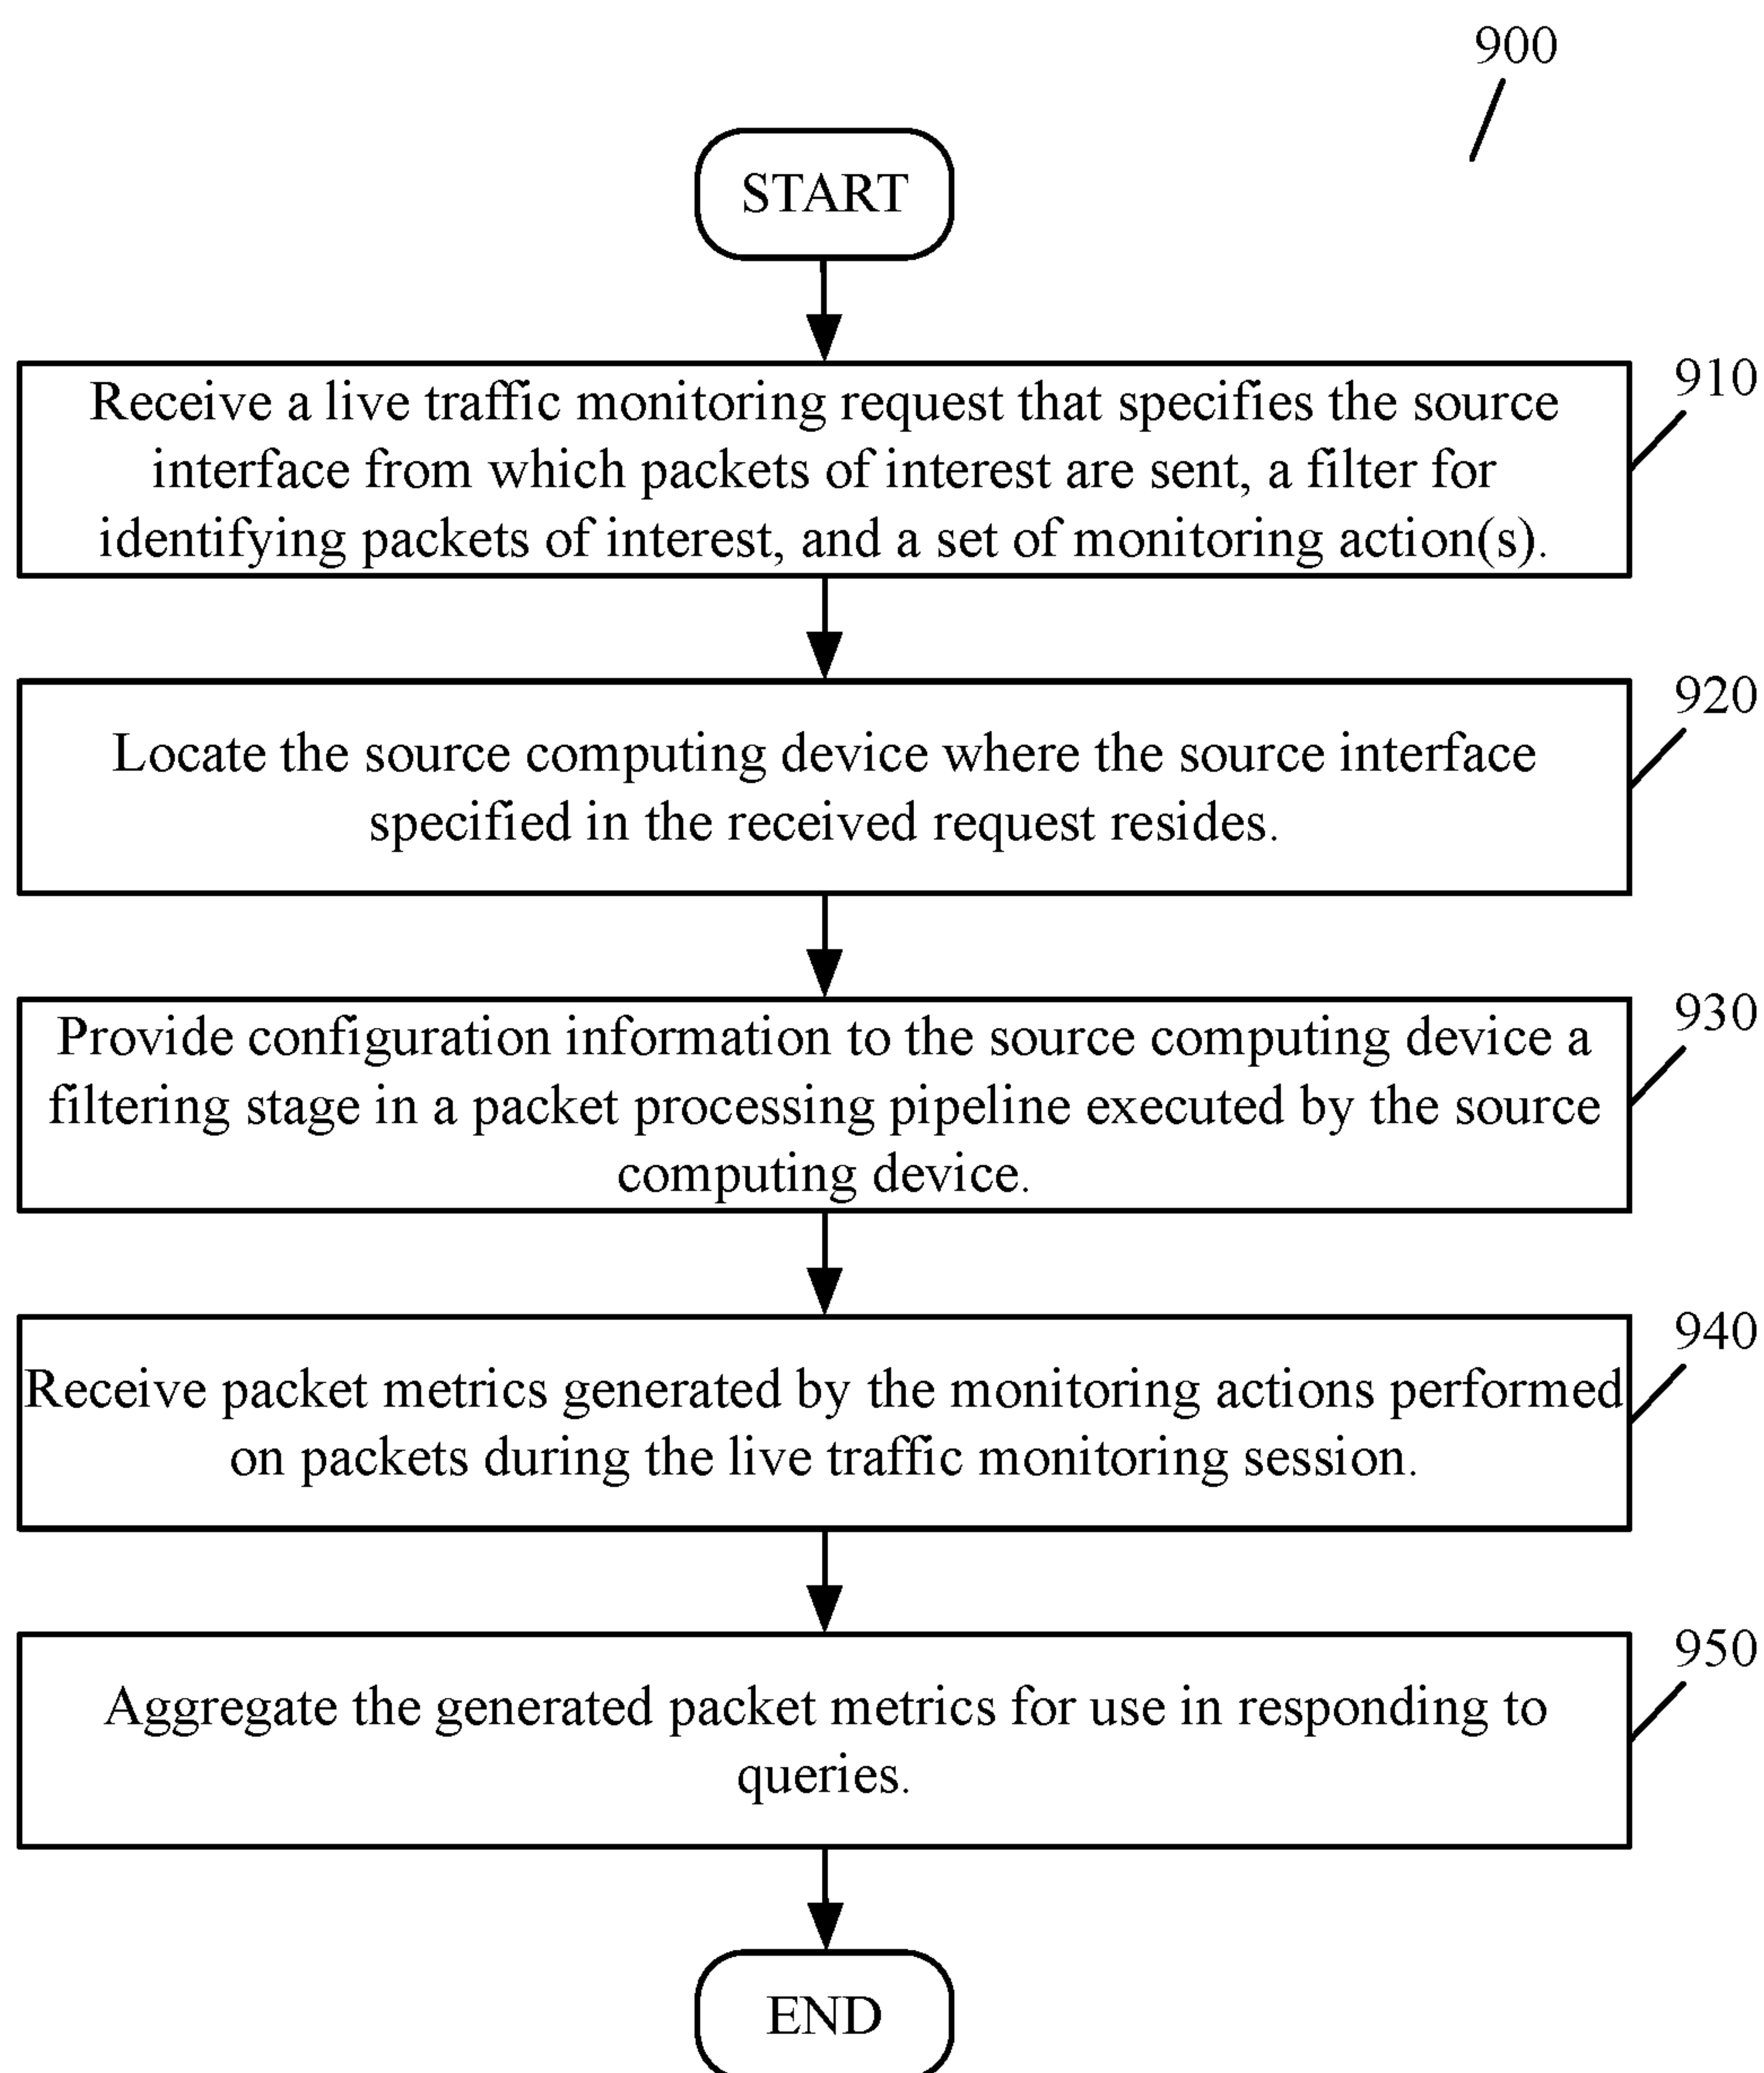 900
START
910
Receive a live traffic monitoring request that specifies the source
interface from which packets of interest are sent, a filter for
identifying packets of interest, and a set of monitoring action(s).
920
Locate the source computing device where the source interface
specified in the received request resides.
930
Provide configuration information to the source computing device a
filtering stage in a packet processing pipeline executed by the source
computing device.
940
Receive packet metrics generated by the monitoring actions performed
on packets during the live traffic monitoring session.
950
Aggregate the generated packet metrics for use in responding to
queries.
END